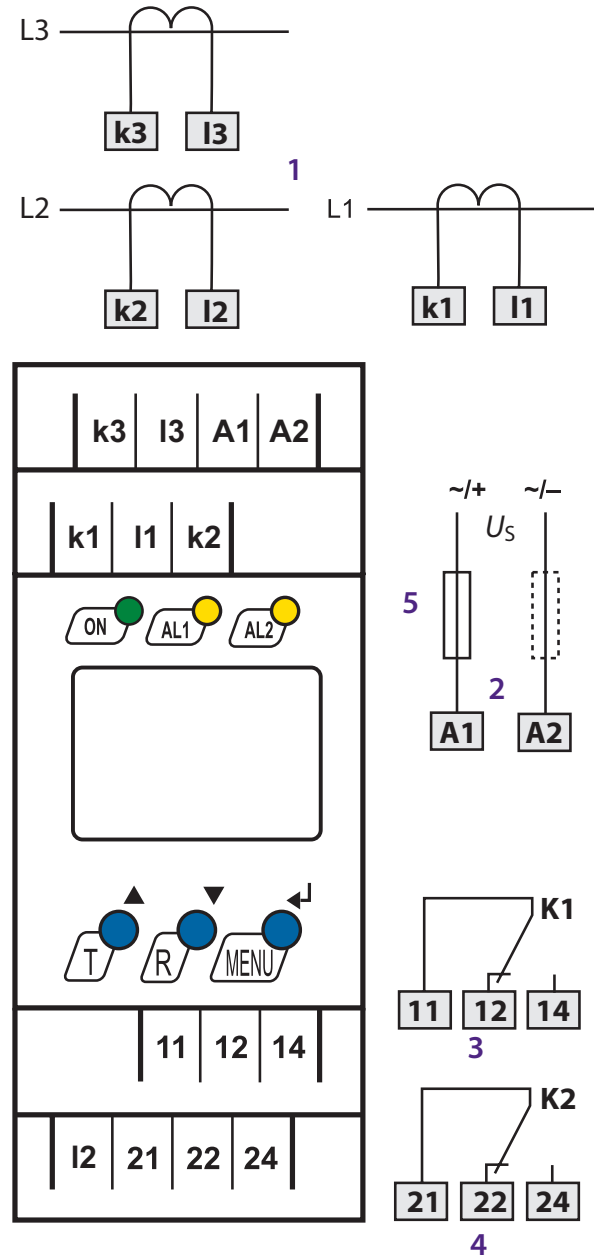 L3
k3 l3
1
L2
L1
k2 l2
k1 l1
k3 l3 A1 A2
k1 l1 k2
~/+ ~/–
US
5
ON AL1 AL2
2
A1 A2
▲ ▼ ↵
T R MENU
K1
11 12 14
3
11 12 14
K2
l2 21 22 24
21 22 24
4